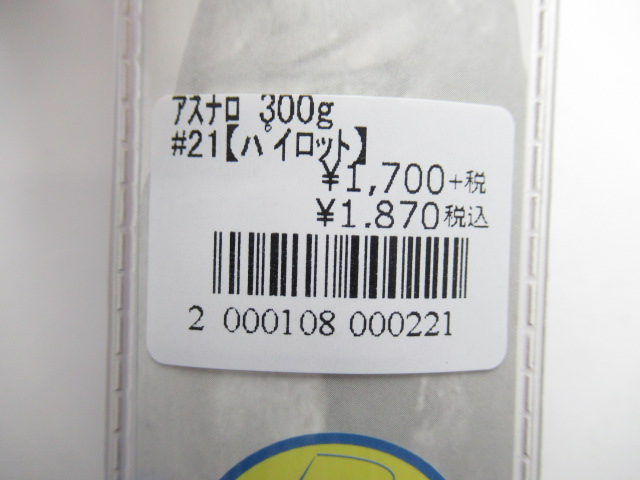 ｱｽﾅﾛ 300g
#21【ﾊﾟｲﾛｯﾄ】
¥1,700+税
¥1.870税込
2 000108 000221